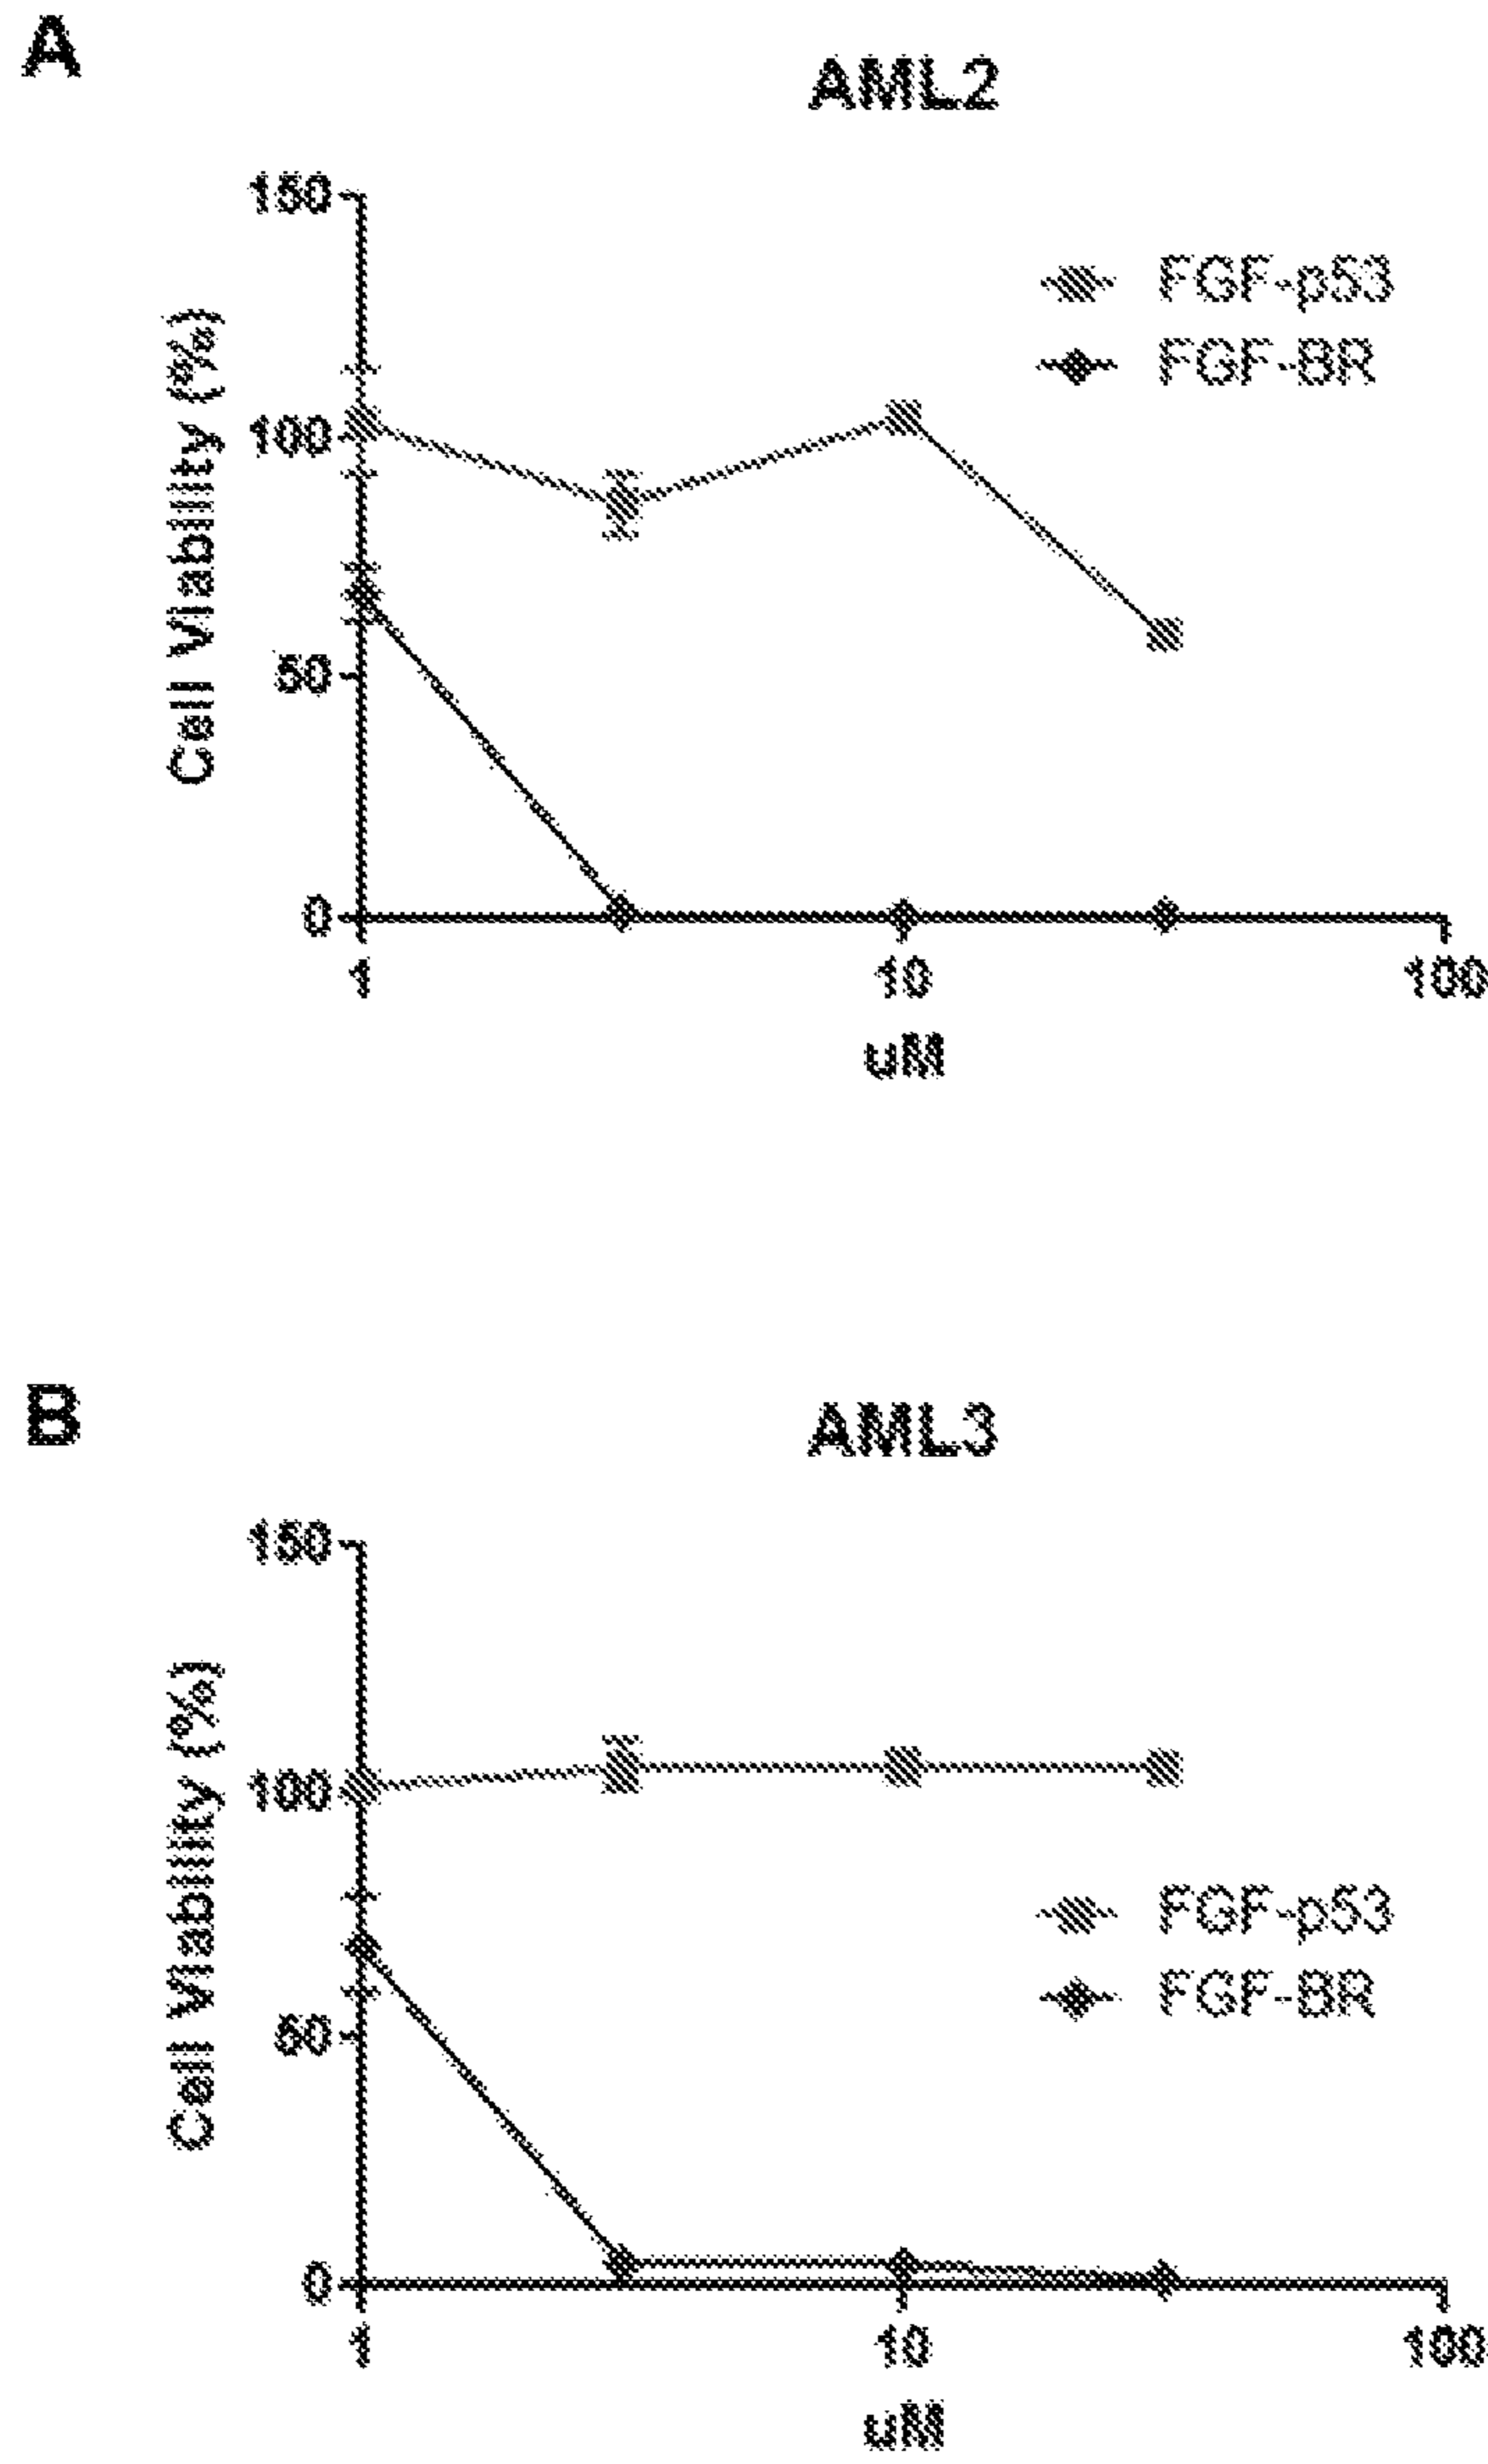 A
AML2
150
100
50
0
Cell Viability (%)
FGF-p53
FGF-BR
1
10
100
uM
B
AML3
150
100
50
0
Cell Viability (%)
FGF-p53
FGF-BR
1
10
100
uM